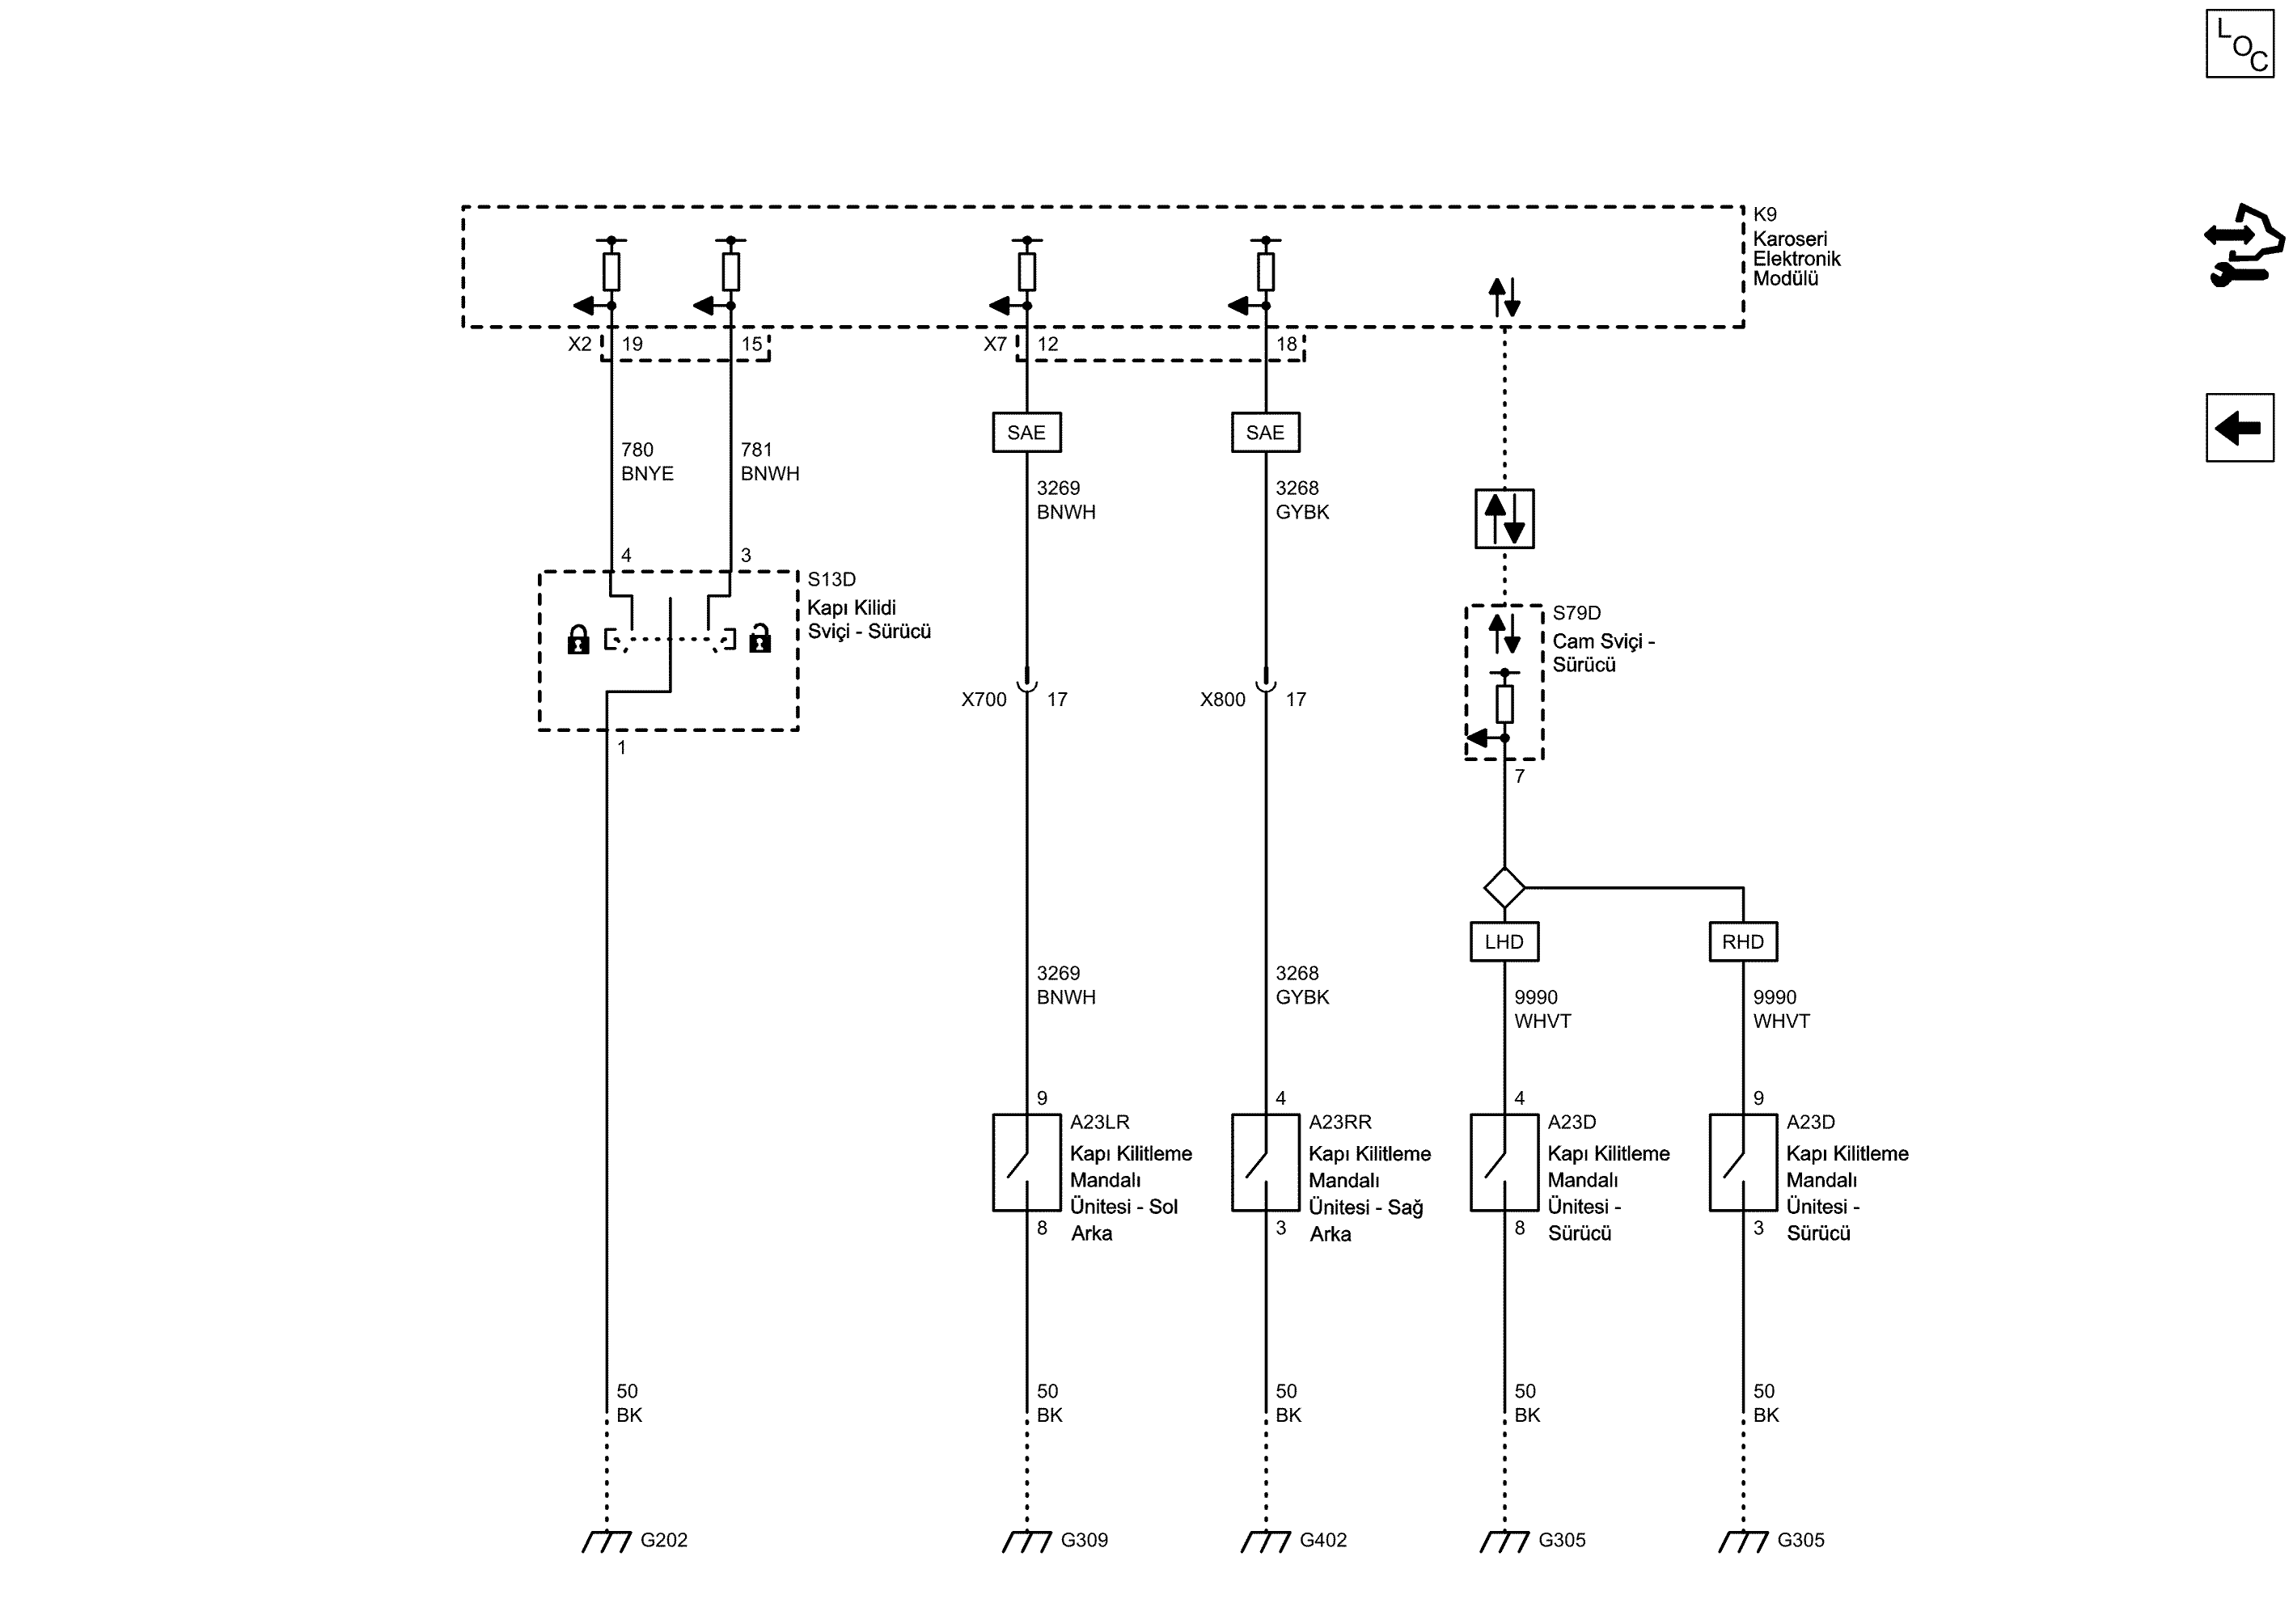 LOC
K9
Karoseri
Elektronik
Modülü
X2 19 15 X7 12 18
SAE SAE
780
BNYE
781
BNWH
3269
BNWH
3268
GYBK
4 3
S13D
Kapı Kilidi
Sviçi - Sürücü
1
S79D
Cam Sviçi -
Sürücü
7
X700 17
X800 17
LHD RHD
3269
BNWH
3268
GYBK
9990
WHVT
9990
WHVT
9
A23LR
Kapı Kilitleme
Mandalı
Ünitesi - Sol
Arka
8
4
A23RR
Kapı Kilitleme
Mandalı
Ünitesi - Sağ
Arka
3
4
A23D
Kapı Kilitleme
Mandalı
Ünitesi -
Sürücü
8
9
A23D
Kapı Kilitleme
Mandalı
Ünitesi -
Sürücü
3
50
BK
50
BK
50
BK
50
BK
50
BK
G202 G309 G402 G305 G305